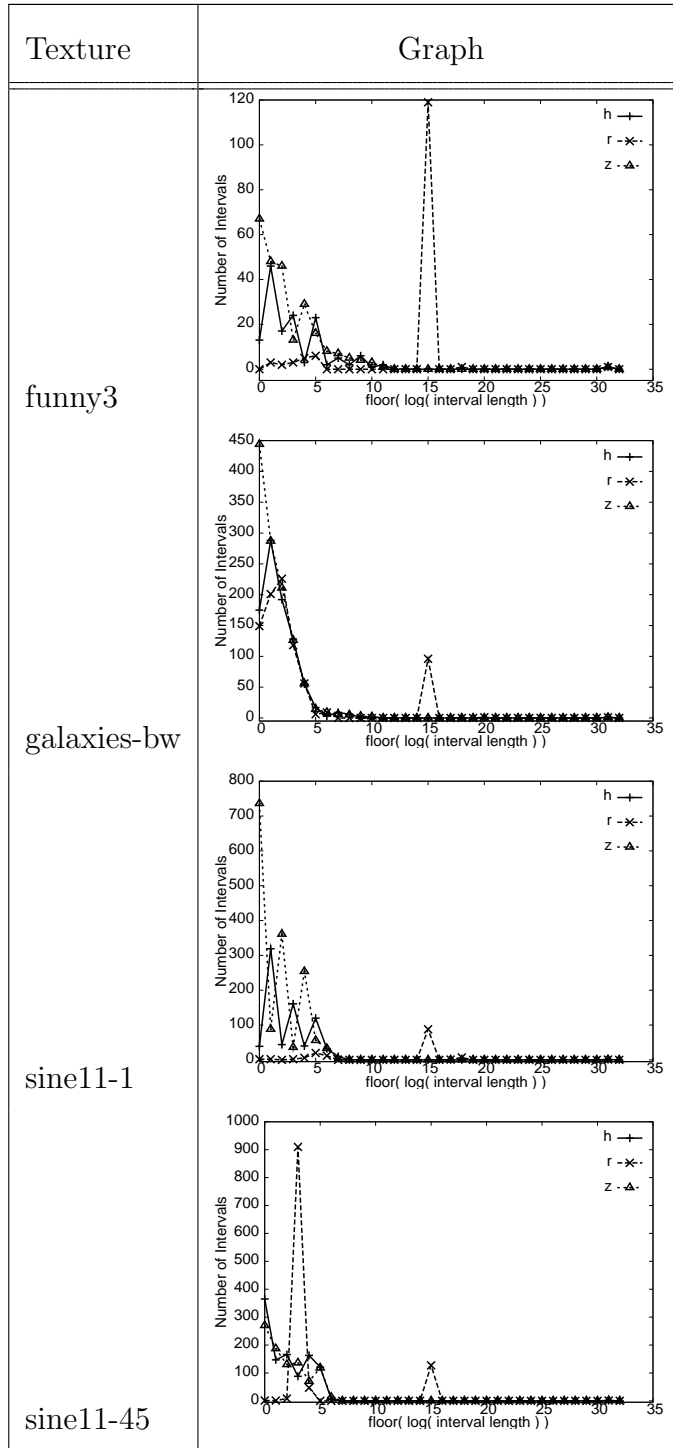 Texture Graph
120
100
80
60
40
20
0
Number of Intervals
h
r
z
0 5 10 15 20 25 30 35
floor( log( interval length ) )
funny3
450
400
350
300
250
200
150
100
50
0
Number of Intervals
h
r
z
0 5 10 15 20 25 30 35
floor( log( interval length ) )
galaxies-bw
800
700
600
500
400
300
200
100
0
Number of Intervals
h
r
z
0 5 10 15 20 25 30 35
floor( log( interval length ) )
sine11-1
1000
900
800
700
600
500
400
300
200
100
0
Number of Intervals
h
r
z
0 5 10 15 20 25 30 35
floor( log( interval length ) )
sine11-45